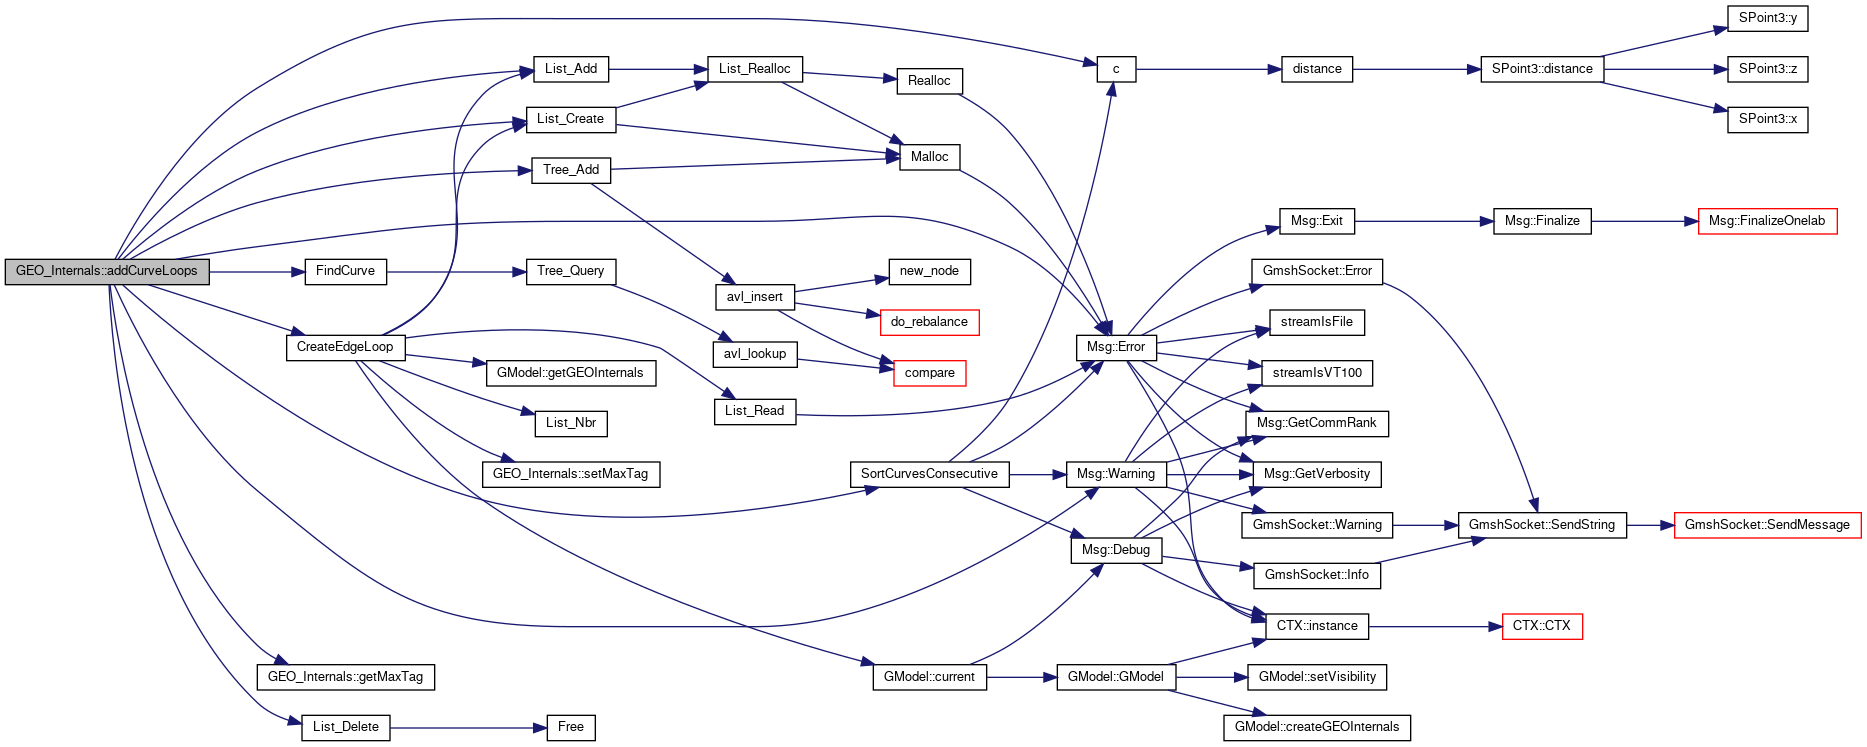 GEO_Internals::addCurveLoops
FindCurve
CreateEdgeLoop
GEO_Internals::getMaxTag
List_Delete
List_Add
List_Create
Tree_Add
Tree_Query
GModel::getGEOInternals
List_Nbr
GEO_Internals::setMaxTag
Free
List_Realloc
avl_insert
avl_lookup
List_Read
Realloc
Malloc
new_node
do_rebalance
compare
SortCurvesConsecutive
GModel::current
c
Msg::Error
Msg::Warning
Msg::Debug
GModel::GModel
distance
Msg::Exit
GmshSocket::Error
streamIsFile
streamIsVT100
Msg::GetCommRank
Msg::GetVerbosity
GmshSocket::Warning
GmshSocket::Info
CTX::instance
GModel::setVisibility
GModel::createGEOInternals
SPoint3::distance
Msg::Finalize
GmshSocket::SendString
CTX::CTX
SPoint3::y
SPoint3::z
SPoint3::x
Msg::FinalizeOnelab
GmshSocket::SendMessage